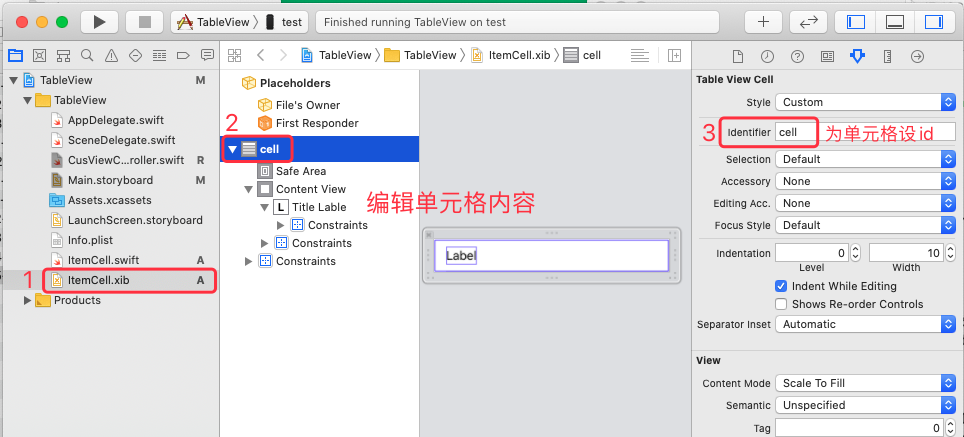 TableView
test
Finished running TableView on test
TableView
M
TableView
AppDelegate.swift
SceneDelegate.swift
CusViewC...roller.swift
R
Main.storyboard
M
Assets.xcassets
LaunchScreen.storyboard
Info.plist
ItemCell.swift
A
1
ItemCell.xib
A
Products
TableView
TableView
ItemCell.xib
cell
Placeholders
File's Owner
First Responder
2
cell
Safe Area
Content View
L
Title Lable
Constraints
Constraints
Constraints
编辑单元格内容
Label
Table View Cell
Style
Custom
3
Identifier
cell
为单元格设id
Selection
Default
Accessory
None
Editing Acc.
None
Focus Style
Default
Indentation
0
10
Level
Width
Indent While Editing
Shows Re-order Controls
Separator Inset
Automatic
View
Content Mode
Scale To Fill
Semantic
Unspecified
Tag
0